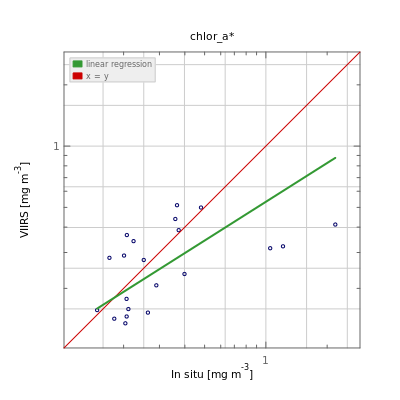 chlor_a*
linear regression
x = y
VIIRS [mg m-3]
1
1
In situ [mg m-3]